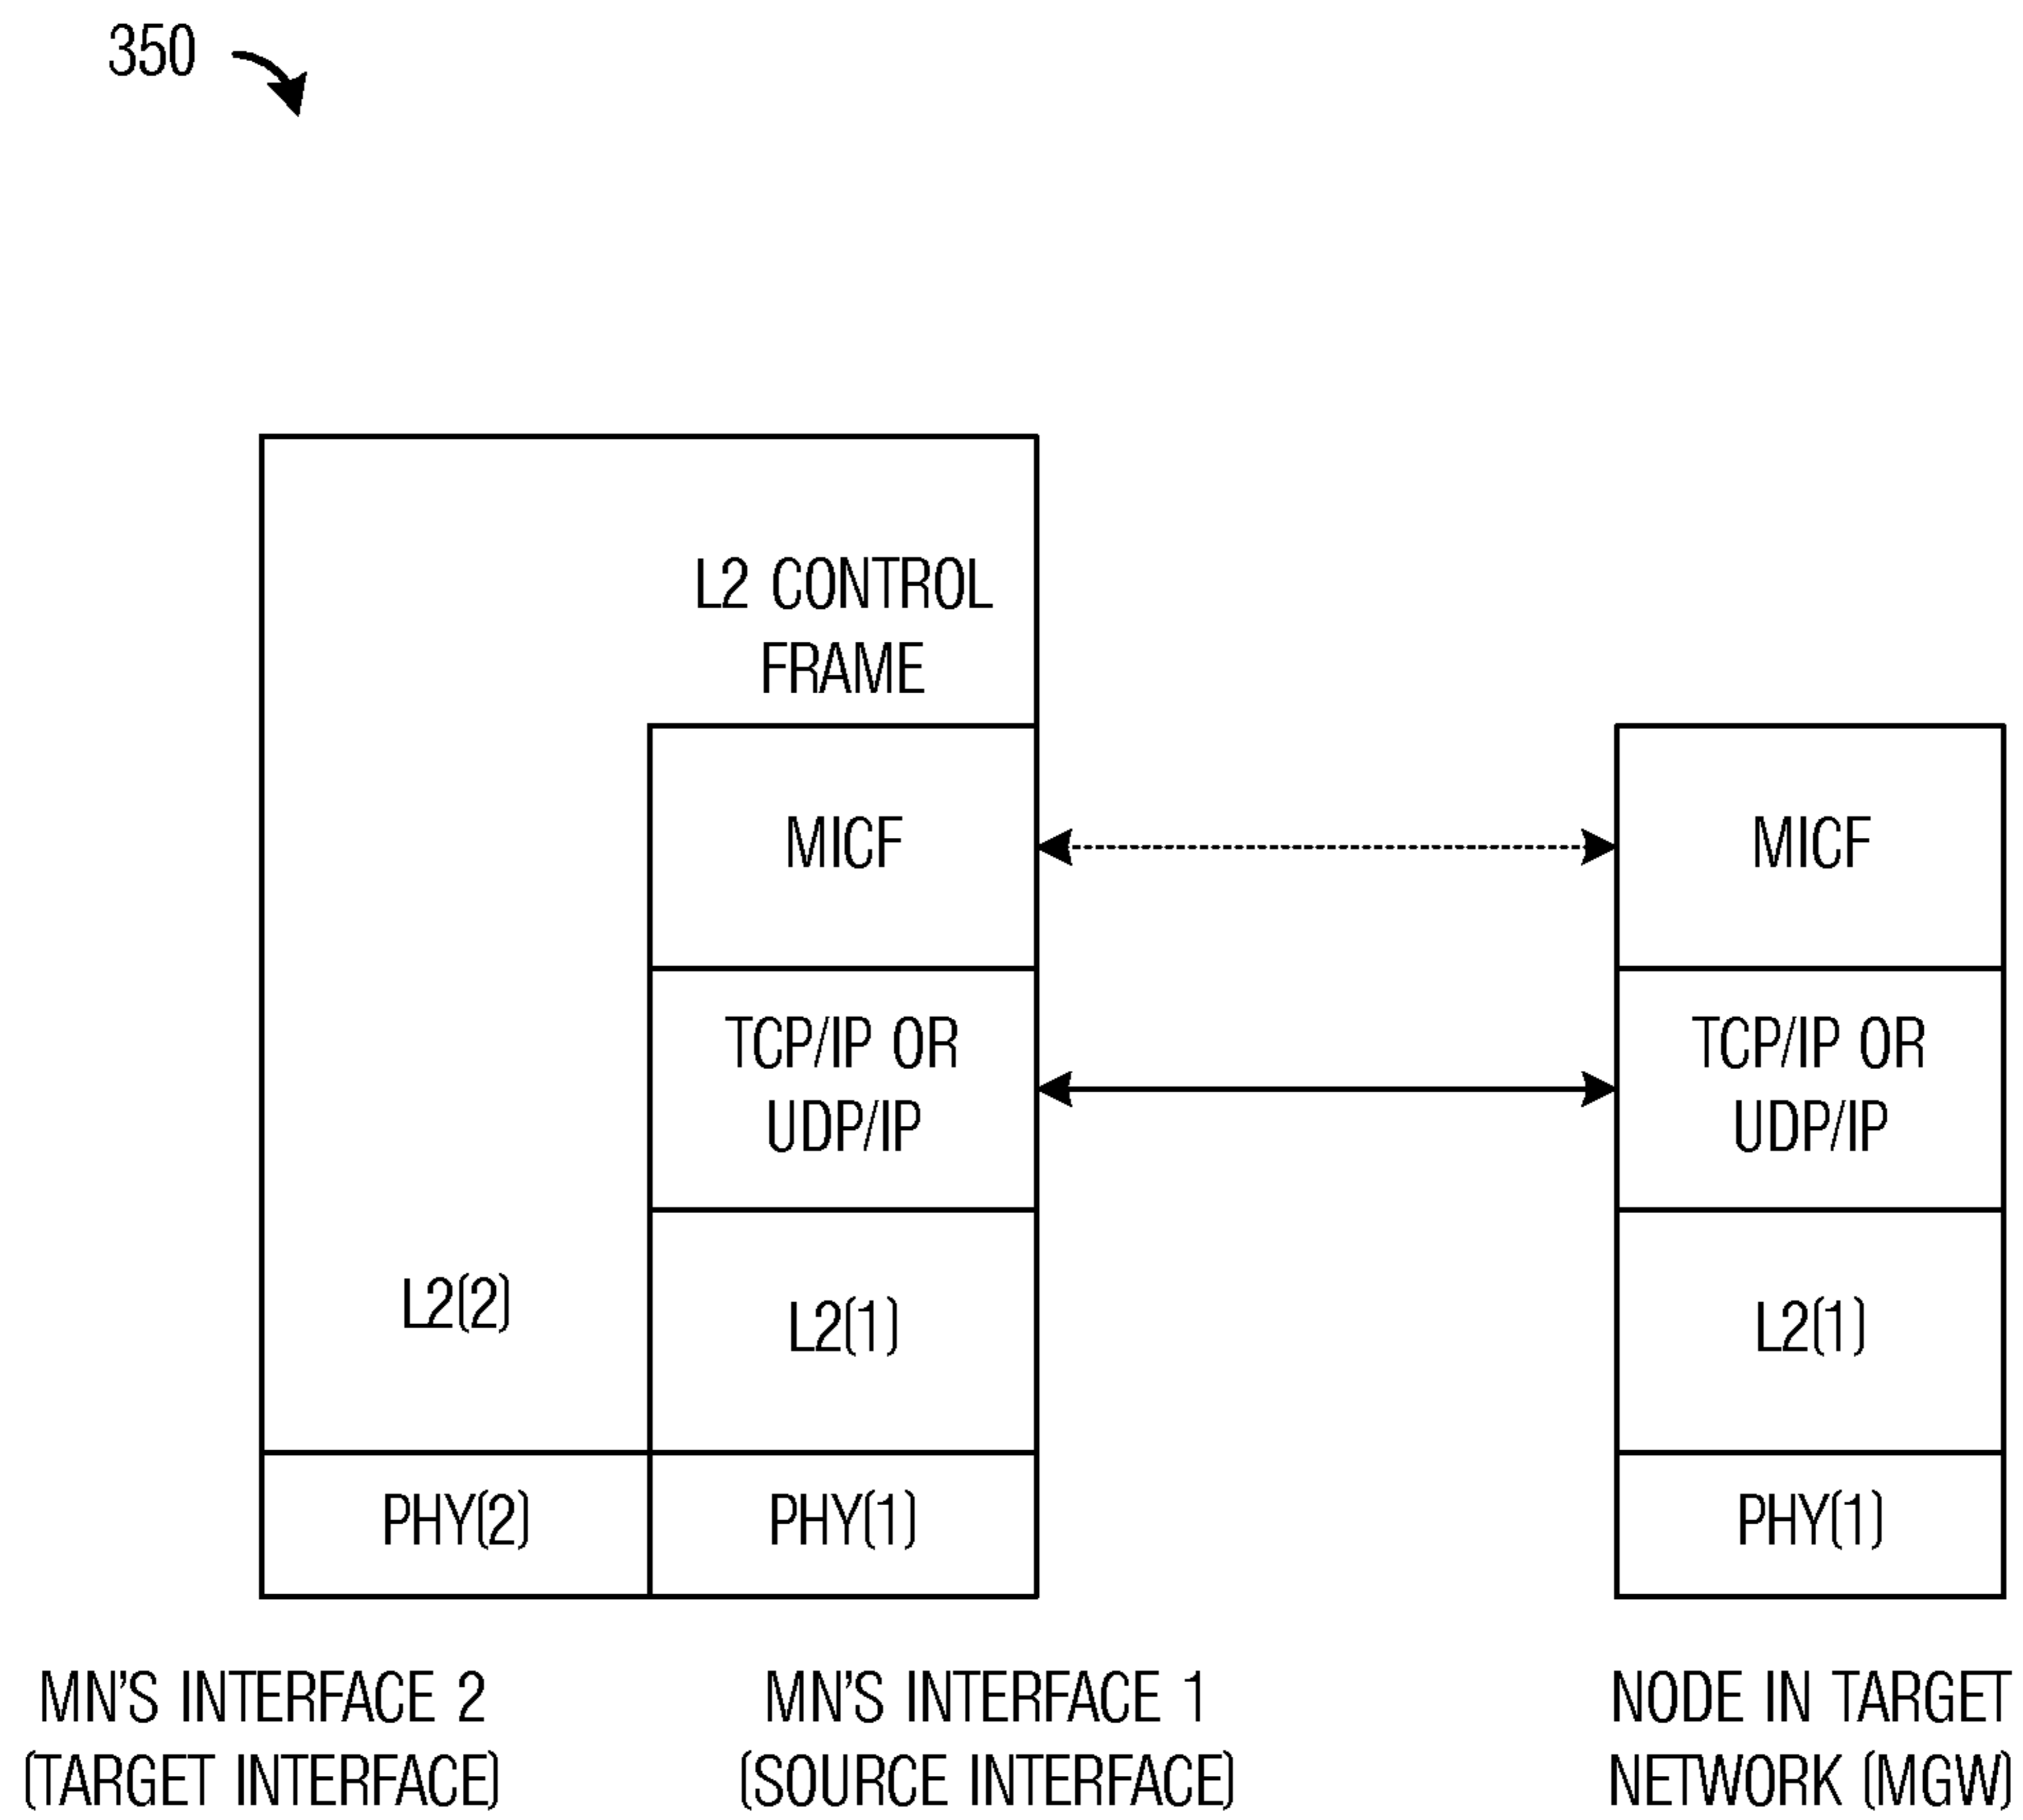 350
L2 CONTROL
FRAME
MICF
MICF
TCP/IP OR
UDP/IP
TCP/IP OR
UDP/IP
L2(2)
L2(1)
L2(1)
PHY(2)
PHY(1)
PHY(1)
MN'S INTERFACE 2
(TARGET INTERFACE)
MN'S INTERFACE 1
(SOURCE INTERFACE)
NODE IN TARGET
NETWORK (MGW)